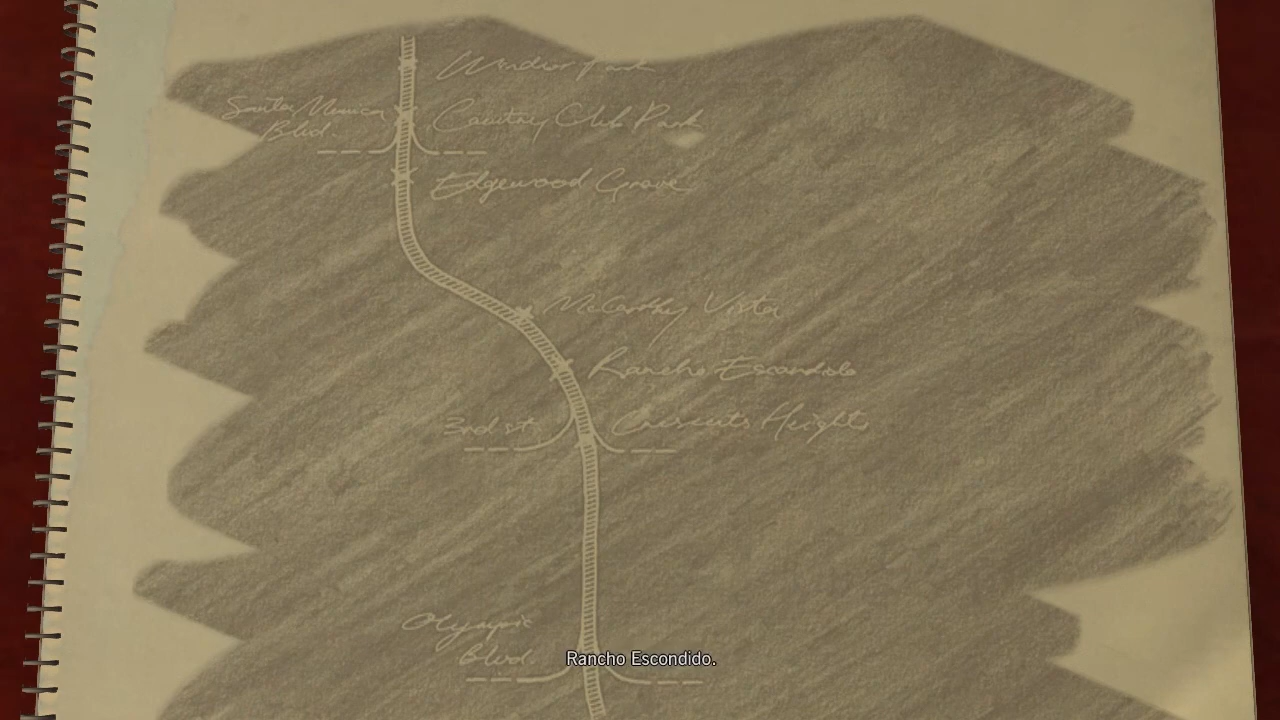 Windsor Park
Santa Monica
Blvd.
Country Club Park
Edgewood Grove
McCarthy Vista
Rancho Escondido
3rd st.
Crescents Height
Olympic
Blvd.
Rancho Escondido.